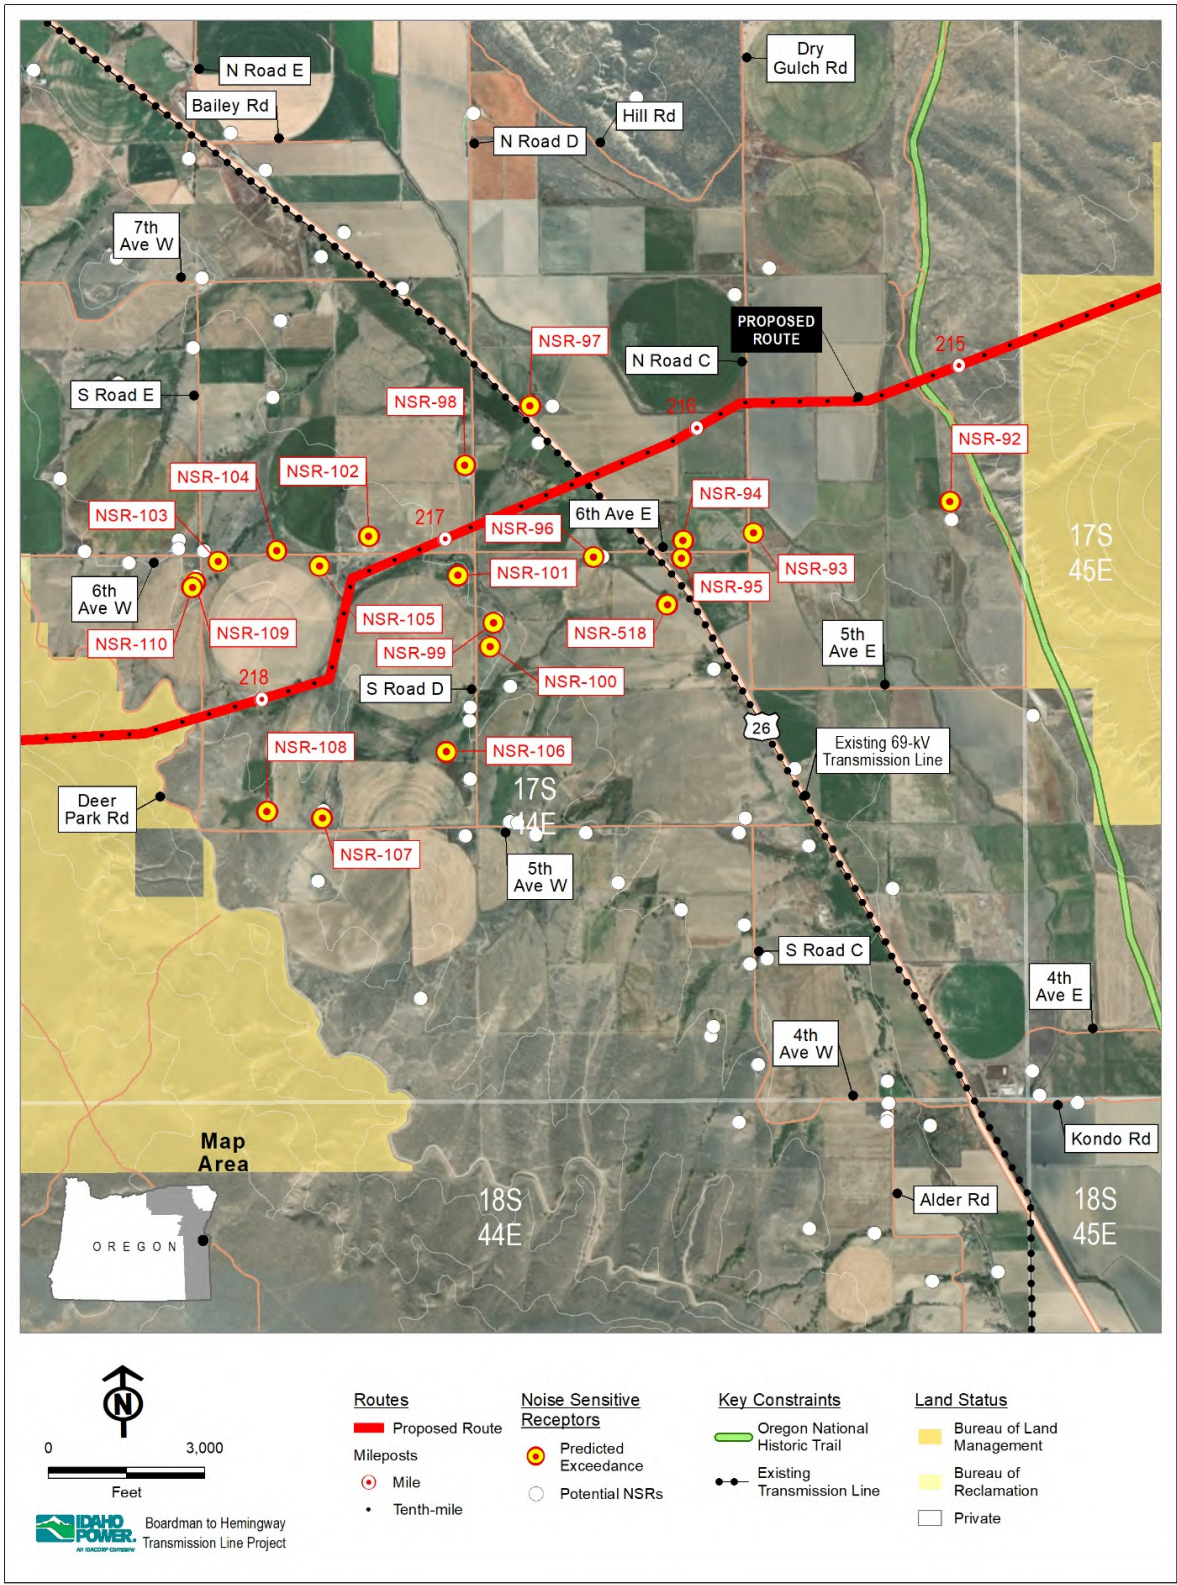 Dry
Gulch Rd
N Road E
Bailey Rd
Hill Rd
N Road D
7th
Ave W
PROPOSED
ROUTE
215
NSR-97
N Road C
S Road E
NSR-98
216
NSR-92
NSR-104
NSR-102
NSR-94
NSR-103
217
NSR-96
6th Ave E
17S
45E
NSR-101
NSR-93
6th
Ave W
NSR-95
NSR-110
NSR-109
NSR-105
NSR-99
NSR-518
5th
Ave E
218
S Road D
NSR-100
26
NSR-108
NSR-106
Existing 69-kV
Transmission Line
Deer
Park Rd
17S
44E
NSR-107
5th
Ave W
S Road C
4th
Ave E
4th
Ave W
Map
Area
Kondo Rd
OREGON
18S
44E
Alder Rd
18S
45E
N
0 3,000
Feet
IDAHO
POWER.
An IDACORP Company
Boardman to Hemingway
Transmission Line Project
Routes
Proposed Route
Mileposts
Mile
Tenth-mile
Noise Sensitive
Receptors
Predicted
Exceedance
Potential NSRs
Key Constraints
Oregon National
Historic Trail
Existing
Transmission Line
Land Status
Bureau of Land
Management
Bureau of
Reclamation
Private